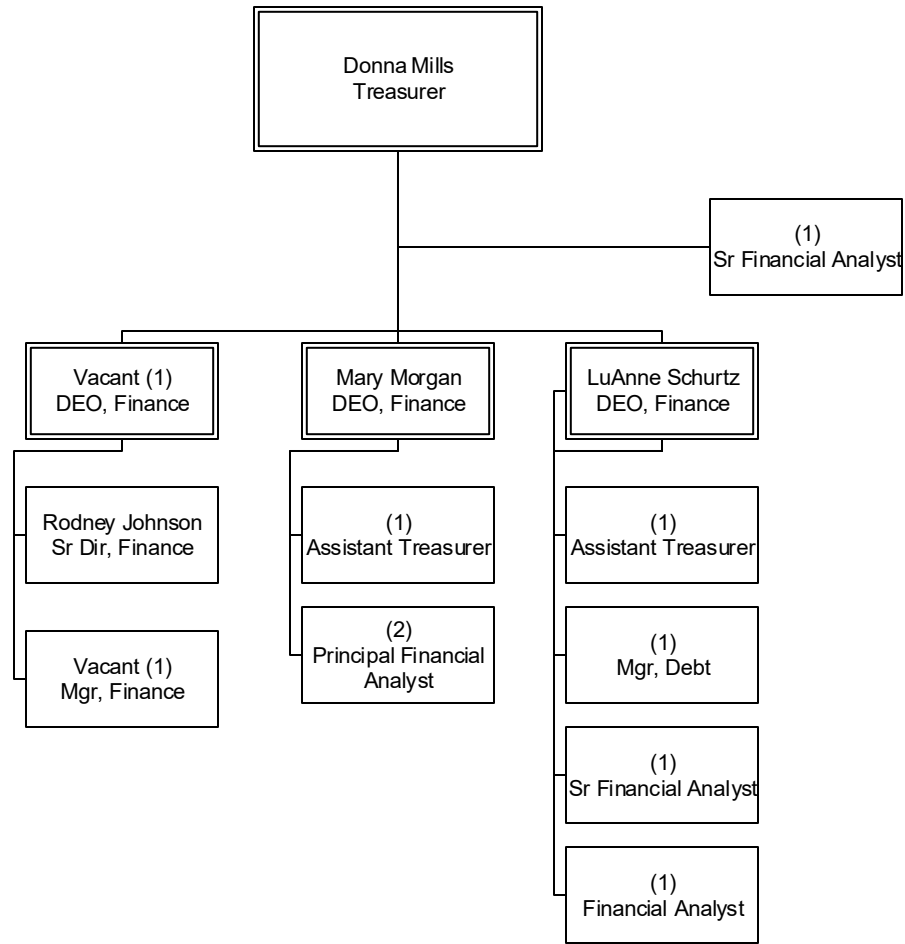 Donna Mills
Treasurer
(1)
Sr Financial Analyst
Vacant (1)
DEO, Finance
Mary Morgan
DEO, Finance
LuAnne Schurtz
DEO, Finance
Rodney Johnson
Sr Dir, Finance
(1)
Assistant Treasurer
(1)
Assistant Treasurer
Vacant (1)
Mgr, Finance
(2)
Principal Financial
Analyst
(1)
Mgr, Debt
(1)
Sr Financial Analyst
(1)
Financial Analyst